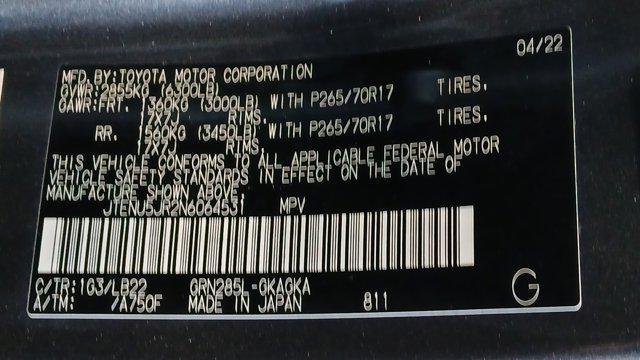 04/22
MFD.BY:TOYOTA MOTOR CORPORATION
GVWR:2855KG (6300LB)
GAWR:FRT. 1360KG (3000LB) WITH P265/70R17 TIRES,
17X7J RIMS,
RR. 1560KG (3450LB) WITH P265/70R17 TIRES,
17X7J RIMS
THIS VEHICLE CONFORMS TO ALL APPLICABLE FEDERAL MOTOR
VEHICLE SAFETY STANDARDS IN EFFECT ON THE DATE OF
MANUFACTURE SHOWN ABOVE
JTENU5JR2N6064531 MPV
C/TR:1G3/LB22 GRN285L-GKAGKA
A/TM: /A750F MADE IN JAPAN 811
G